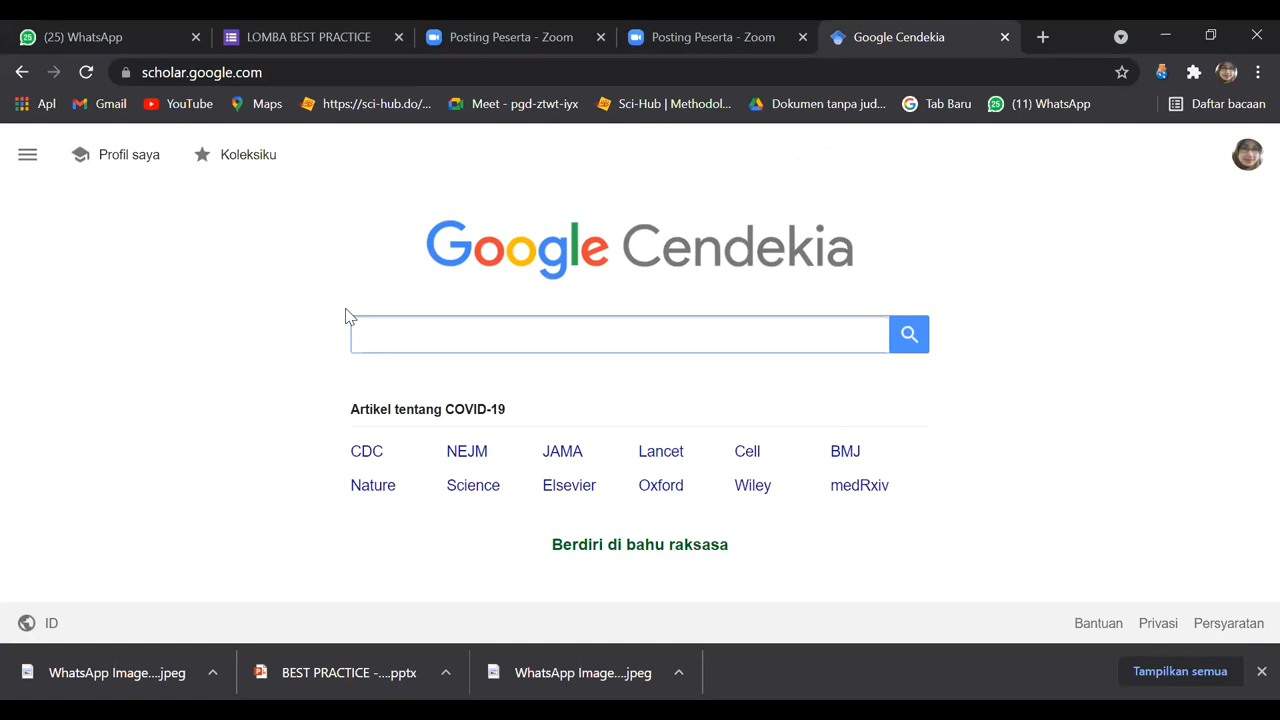 (25) WhatsApp
LOMBA BEST PRACTICE
Posting Peserta - Zoom
Posting Peserta - Zoom
Google Cendekia
scholar.google.com
Apl
Gmail
YouTube
Maps
https://sci-hub.do/...
Meet - pgd-ztwt-iyx
Sci-Hub | Metodol...
Dokumen tanpa jud...
Tab Baru
(11) WhatsApp
Daftar bacaan
Profil saya
Koleksiku
Google Cendekia
Artikel tentang COVID-19
CDC NEJM JAMA Lancet Cell BMJ
Nature Science Elsevier Oxford Wiley medRxiv
Berdiri di bahu raksasa
ID
Bantuan Privasi Persyaratan
WhatsApp Image....jpeg
BEST PRACTICE -....pptx
WhatsApp Image....jpeg
Tampilkan semua